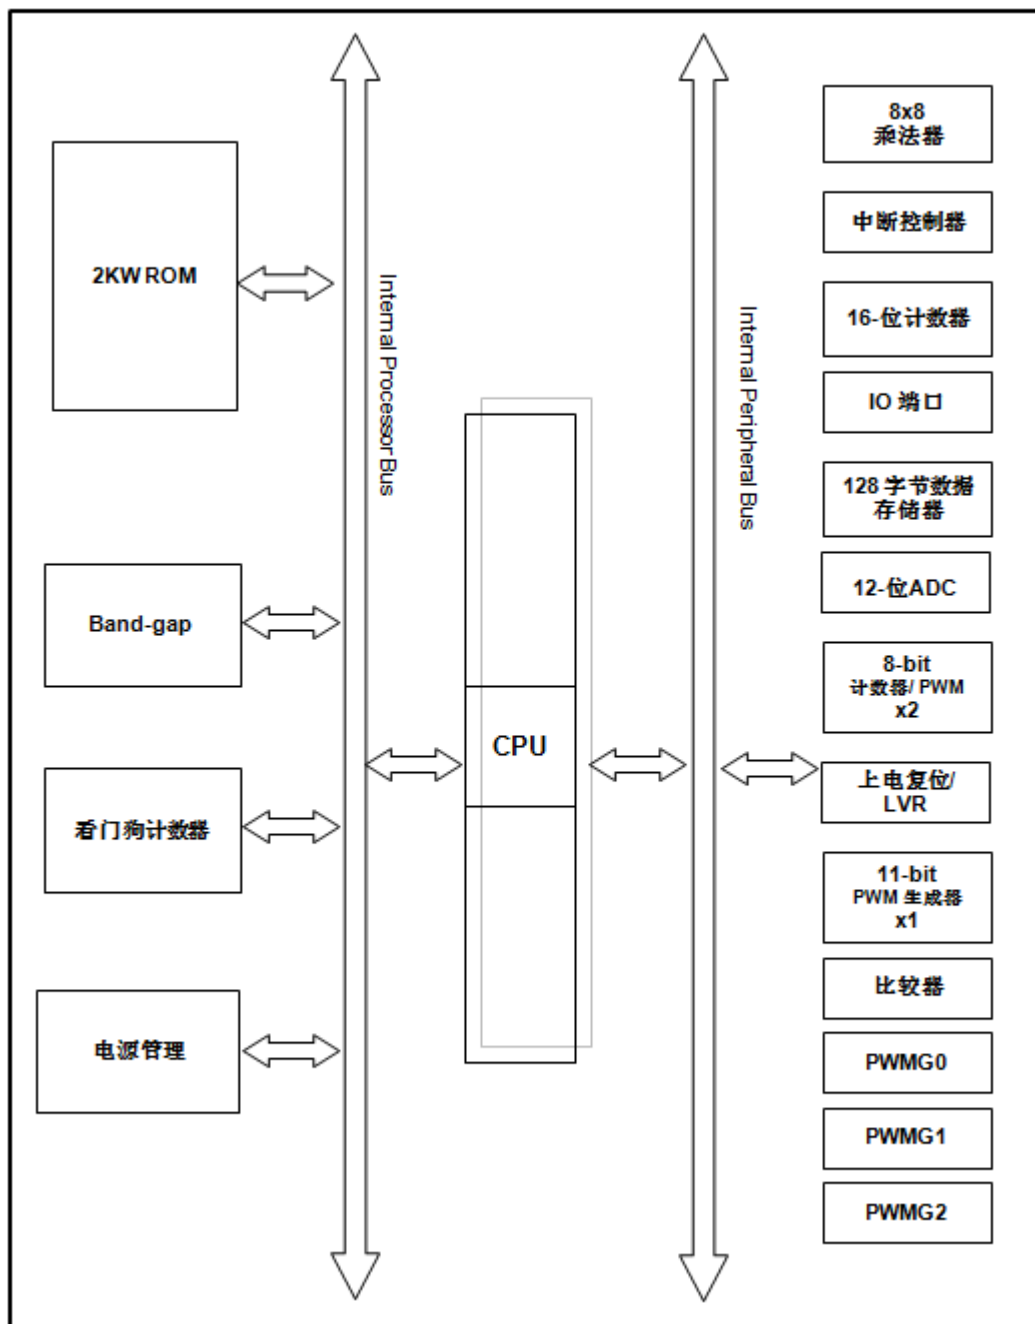 2KW ROM
Band-gap
看门狗计数器
电源管理
Internal Processor Bus
CPU
Internal Peripheral Bus
8x8
乘法器
中断控制器
16-位计数器
IO 端口
128 字节数据
存储器
12-位ADC
8-bit
计数器/ PWM
x2
上电复位/
LVR
11-bit
PWM 生成器
x1
比较器
PWMG0
PWMG1
PWMG2